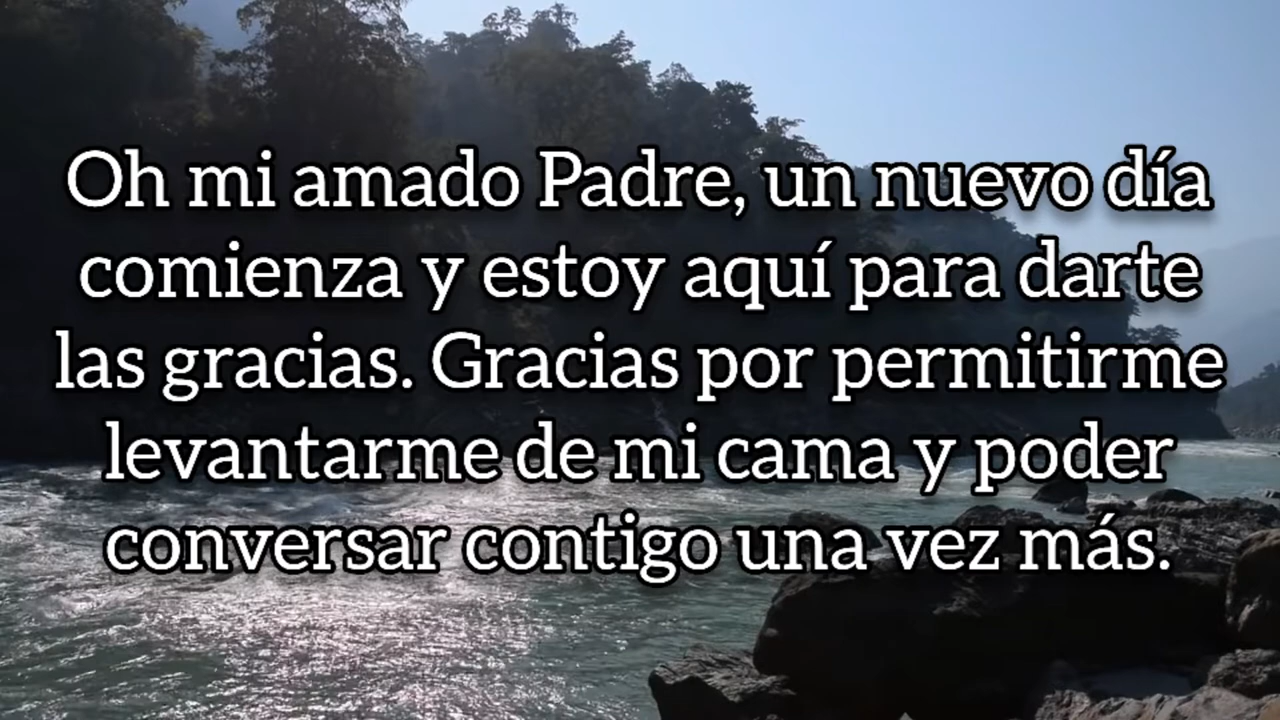 Oh mi amado Padre, un nuevo día
comienza y estoy aquí para darte
las gracias. Gracias por permitirme
levantarme de mi cama y poder
conversar contigo una vez más.